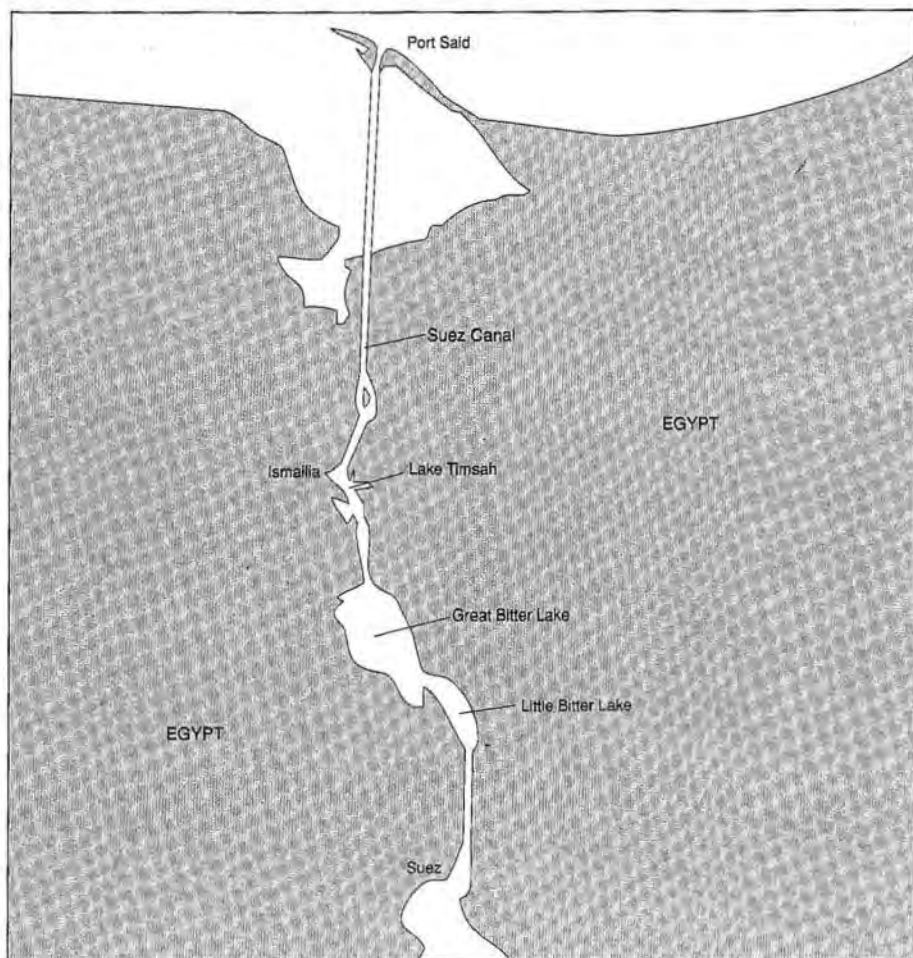 Port Said
Suez Canal
EGYPT
Ismailia
Lake Timsah
Great Bitter Lake
Little Bitter Lake
EGYPT
Suez